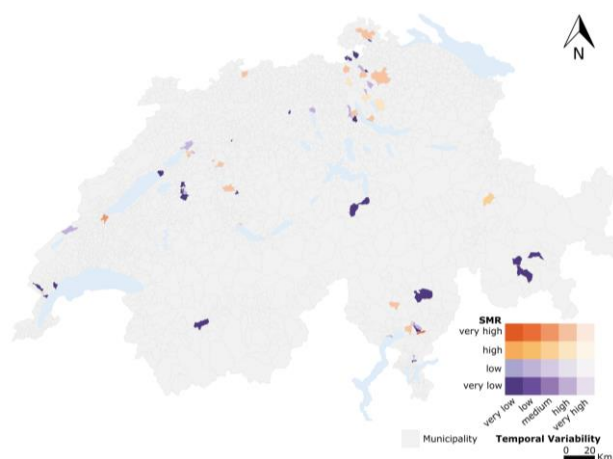 N
SMR
very high
high
low
very low
very low
low
medium
high
very high
Municipality
Temporal Variability
0 20
Km